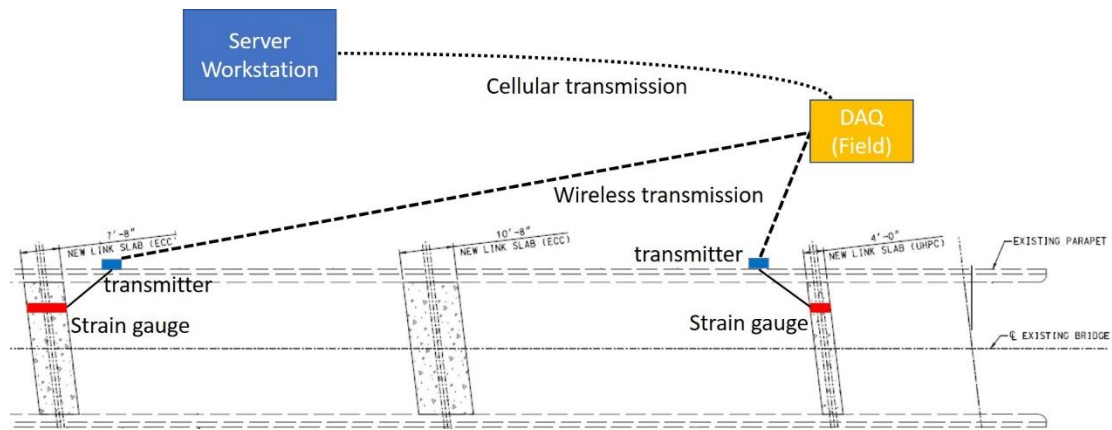 Server
Workstation
Cellular transmission
DAQ
(Field)
Wireless transmission
7'-8"
NEW LINK SLAB (ECC
10'-8"
NEW LINK SLAB (ECC)
transmitter
4'-0"
NEW LINK SLAB (UHPC)
EXISTING PARAPET
transmitter
Strain gauge
Strain gauge
℄ EXISTING BRIDGE